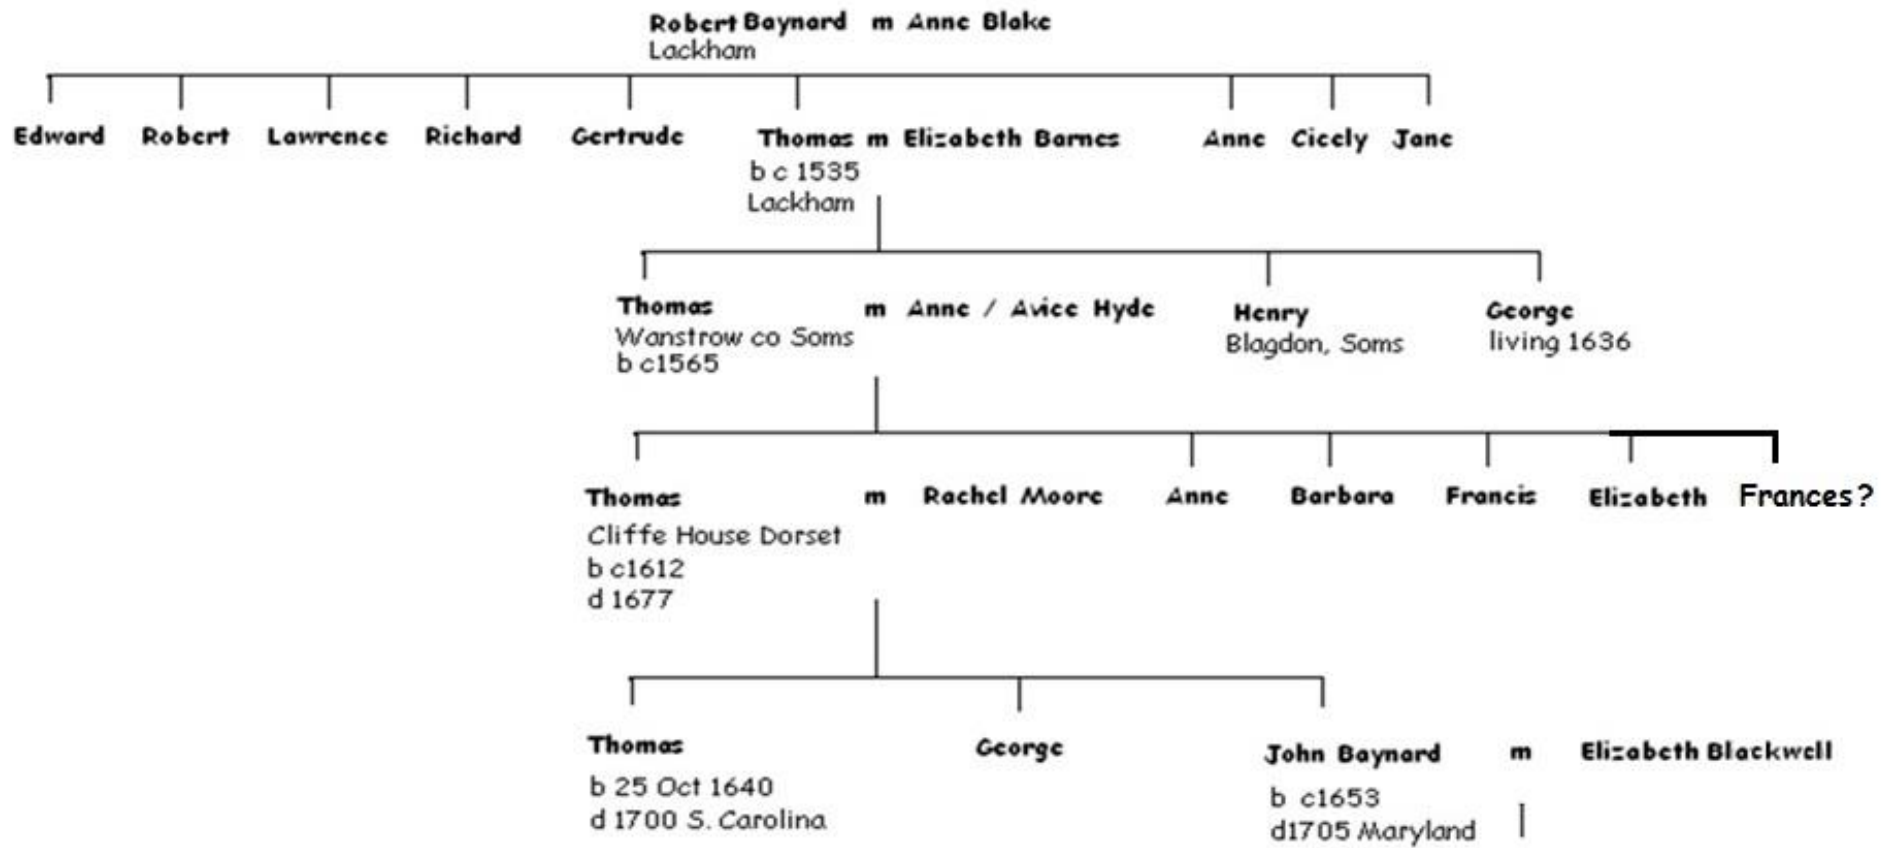 Robert Baynard m Anne Blake
Lackham
Edward Robert Lawrence Richard Gertrude Thomas m Elizabeth Barnes Anne Cicely Jane
b c 1535
Lackham
Thomas m Anne / Avice Hyde Henry George
Wanstrow co Soms Blagdon, Soms living 1636
b c1565
Thomas m Rachel Moore Anne Barbara Francis Elizabeth Frances?
Cliffe House Dorset
b c1612
d 1677
Thomas George John Baynard m Elizabeth Blackwell
b 25 Oct 1640 b c1653
d 1700 S. Carolina d1705 Maryland